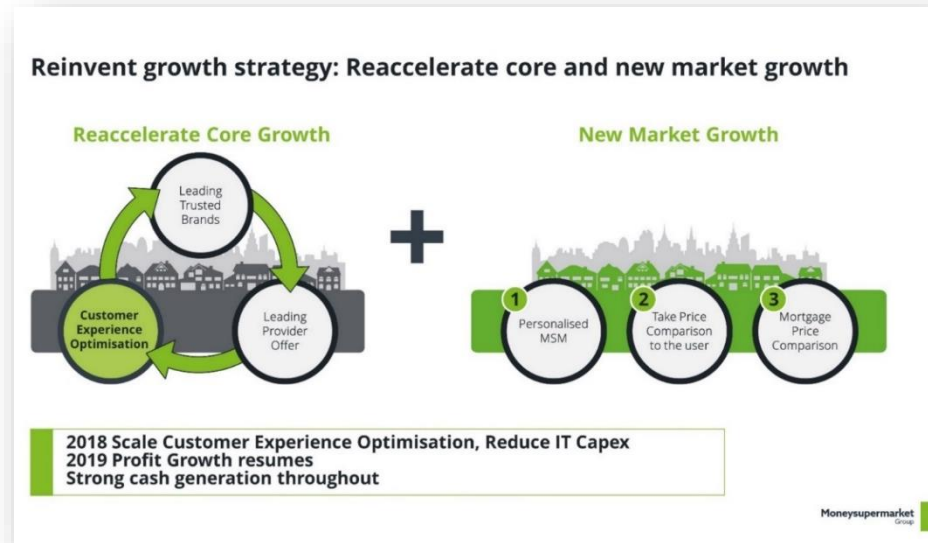 Reinvent growth strategy: Reaccelerate core and new market growth
Reaccelerate Core Growth
Leading
Trusted
Brands
Customer
Experience
Optimisation
Leading
Provider
Offer
+
New Market Growth
1
Personalised
MSM
2
Take Price
Comparison
to the user
3
Mortgage
Price
Comparison
2018 Scale Customer Experience Optimisation, Reduce IT Capex
2019 Profit Growth resumes
Strong cash generation throughout
Moneysupermarket
Group